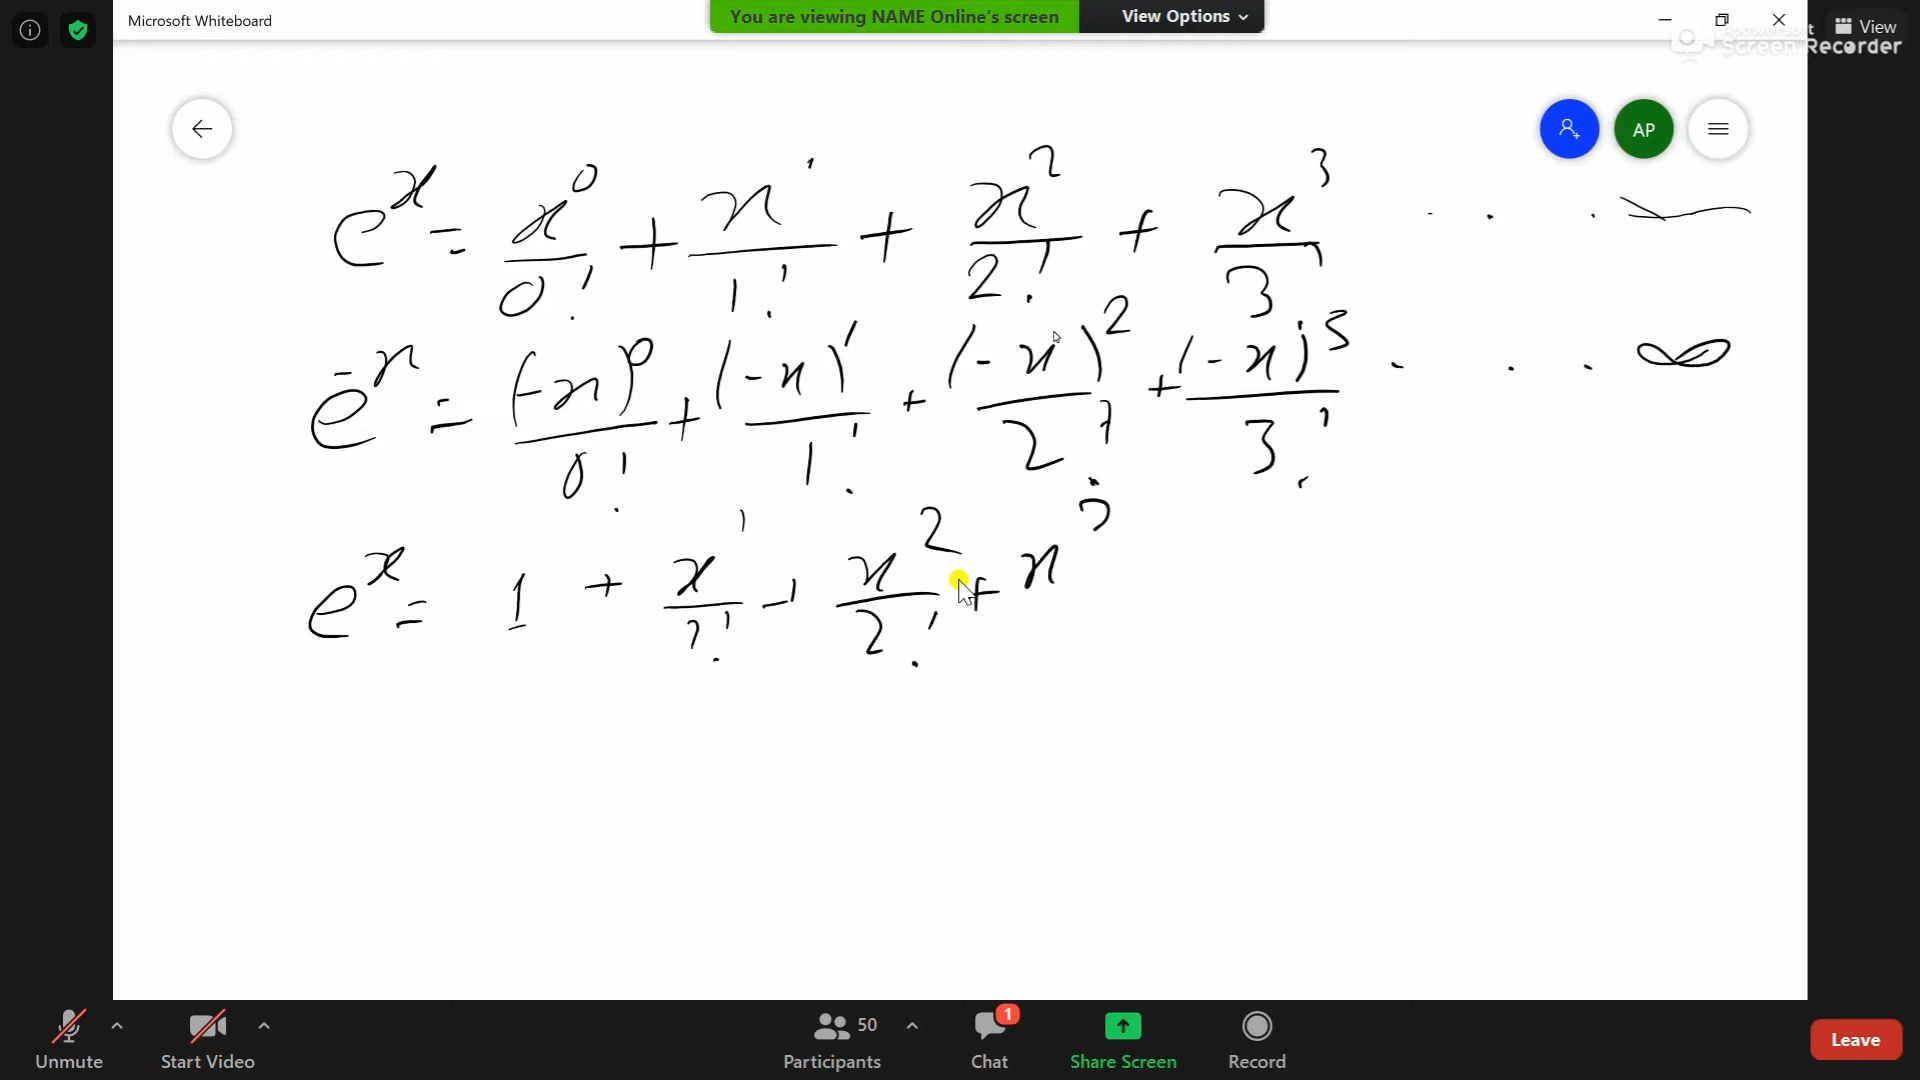 Microsoft Whiteboard
You are viewing NAME Online's screen
View Options
View
Apowersoft
Screen Recorder
AP
e^x = x^0/0! + x^1/1! + x^2/2! + x^3/3! . . .
e^-x = (-x)^0/0! + (-x)^1/1! + (-x)^2/2! + (-x)^3/3! . . . ∞
e^x = 1 + x^1/1! + x^2/2! + x^3
Unmute
Start Video
50
Participants
1
Chat
Share Screen
Record
Leave